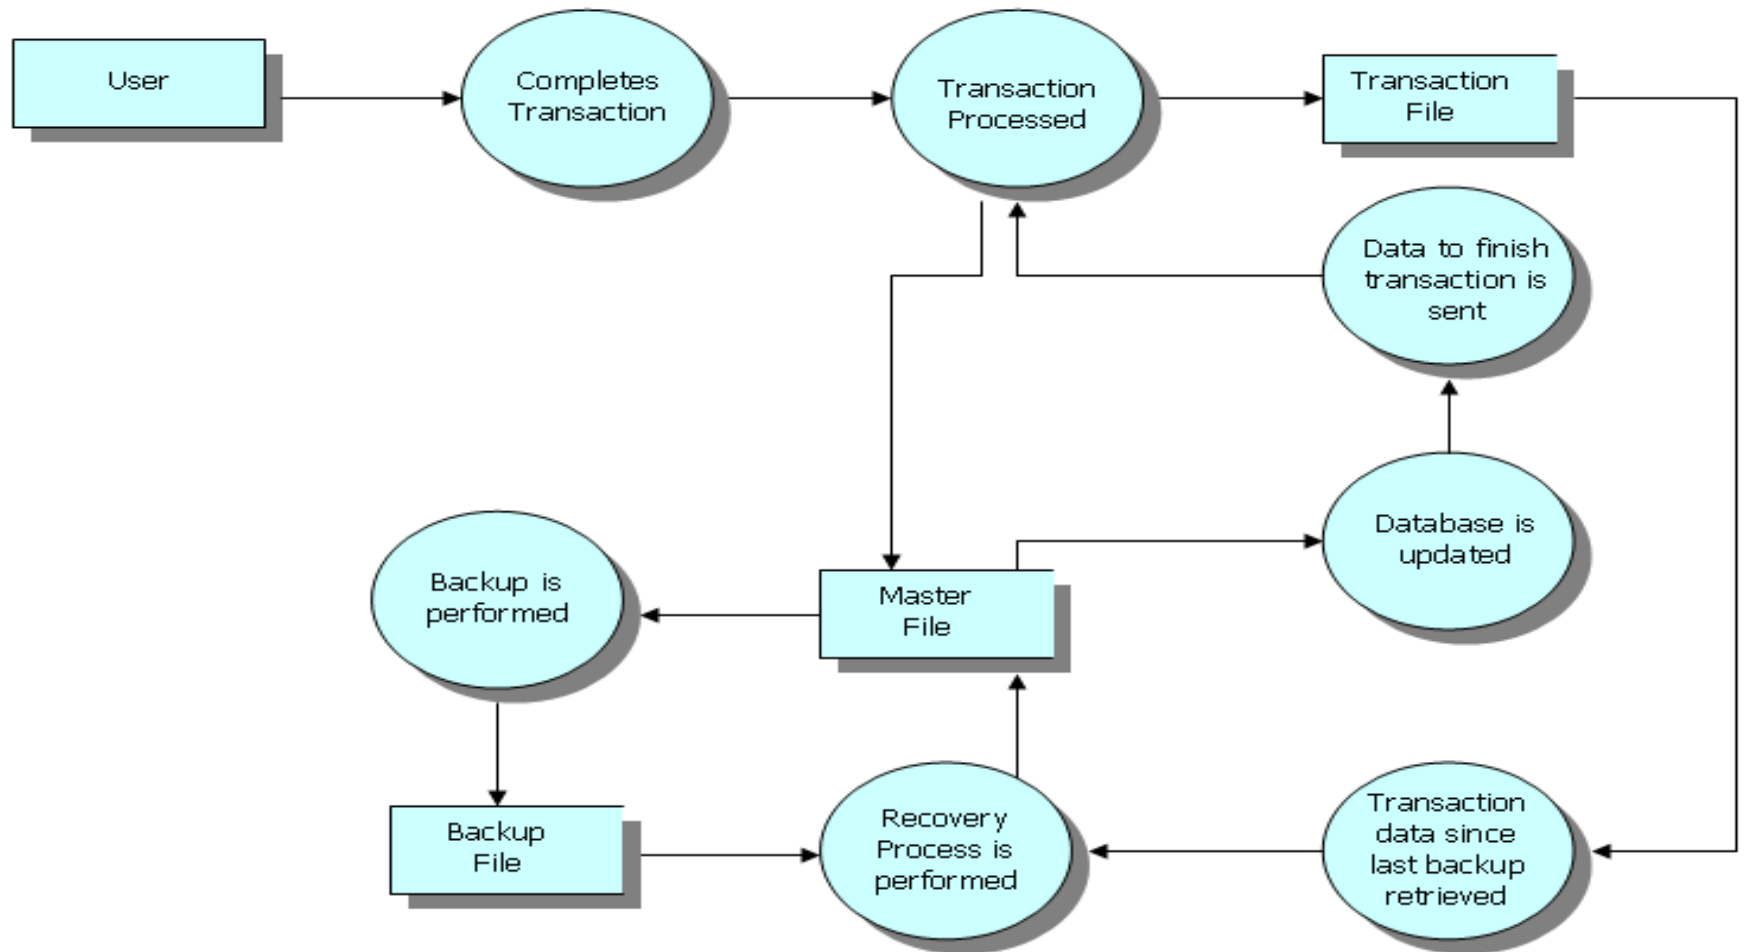 User
Completes
Transaction
Transaction
Processed
Transaction
File
Data to finish
transaction is
sent
Database is
updated
Backup is
performed
Master
File
Backup
File
Recovery
Process is
performed
Transaction
data since
last backup
retrieved